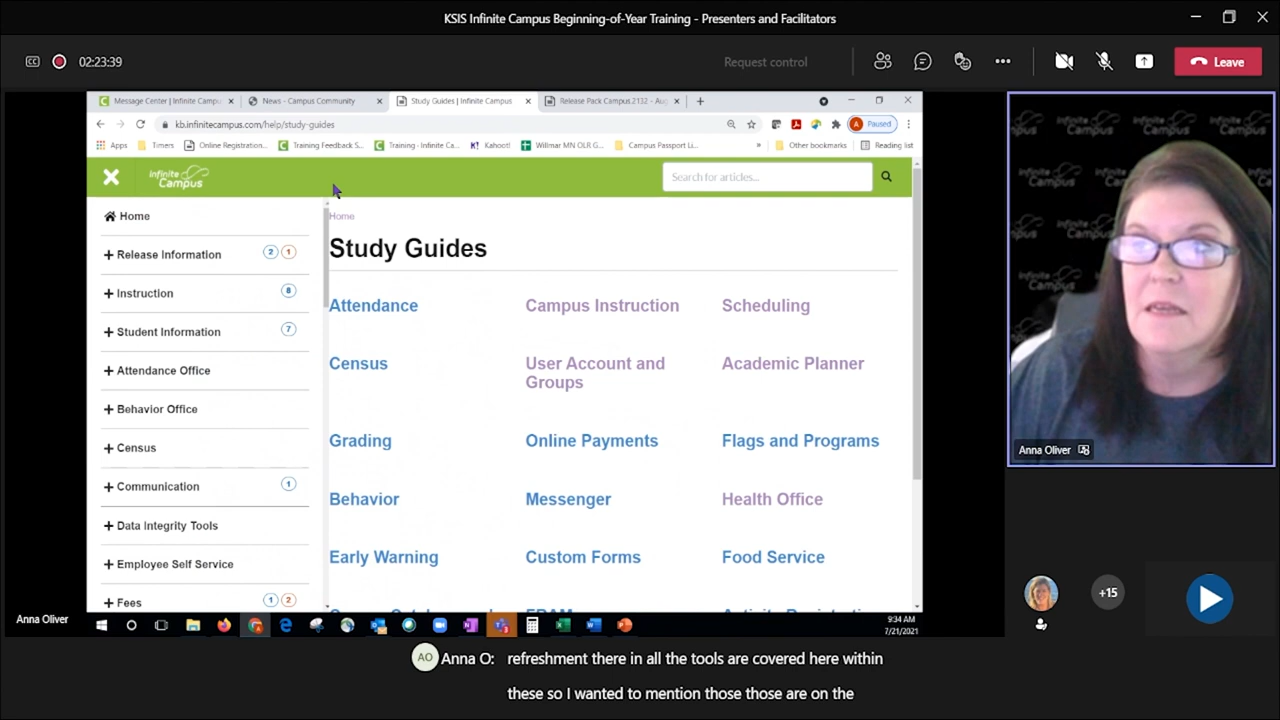 KSIS Infinite Campus Beginning-of-Year Training - Presenters and Facilitators
CC 02:23:39 Request control Leave
Message Center | Infinite Campu News - Campus Community Study Guides | Infinite Campus Release Pack Campus.2132 - Aug
kb.infinitecampus.com/help/study-guides A Paused
Apps Timers Online Registration... Training Feedback S... Training - Infinite Ca... Kahoot! Willmar MN OLR G... Campus Passport Li... » Other bookmarks Reading list
Infinite Campus Search for articles...
Home
Release Information 2 1
Instruction 8
Student Information 7
Attendance Office
Behavior Office
Census
Communication 1
Data Integrity Tools
Employee Self Service
Fees 1 2
Home
Study Guides
Attendance Campus Instruction Scheduling
Census User Account and Groups Academic Planner
Grading Online Payments Flags and Programs
Behavior Messenger Health Office
Early Warning Custom Forms Food Service
Anna Oliver
+15
Anna Oliver
9:34 AM
7/21/2021
AO Anna O: refreshment there in all the tools are covered here within
these so I wanted to mention those those are on the